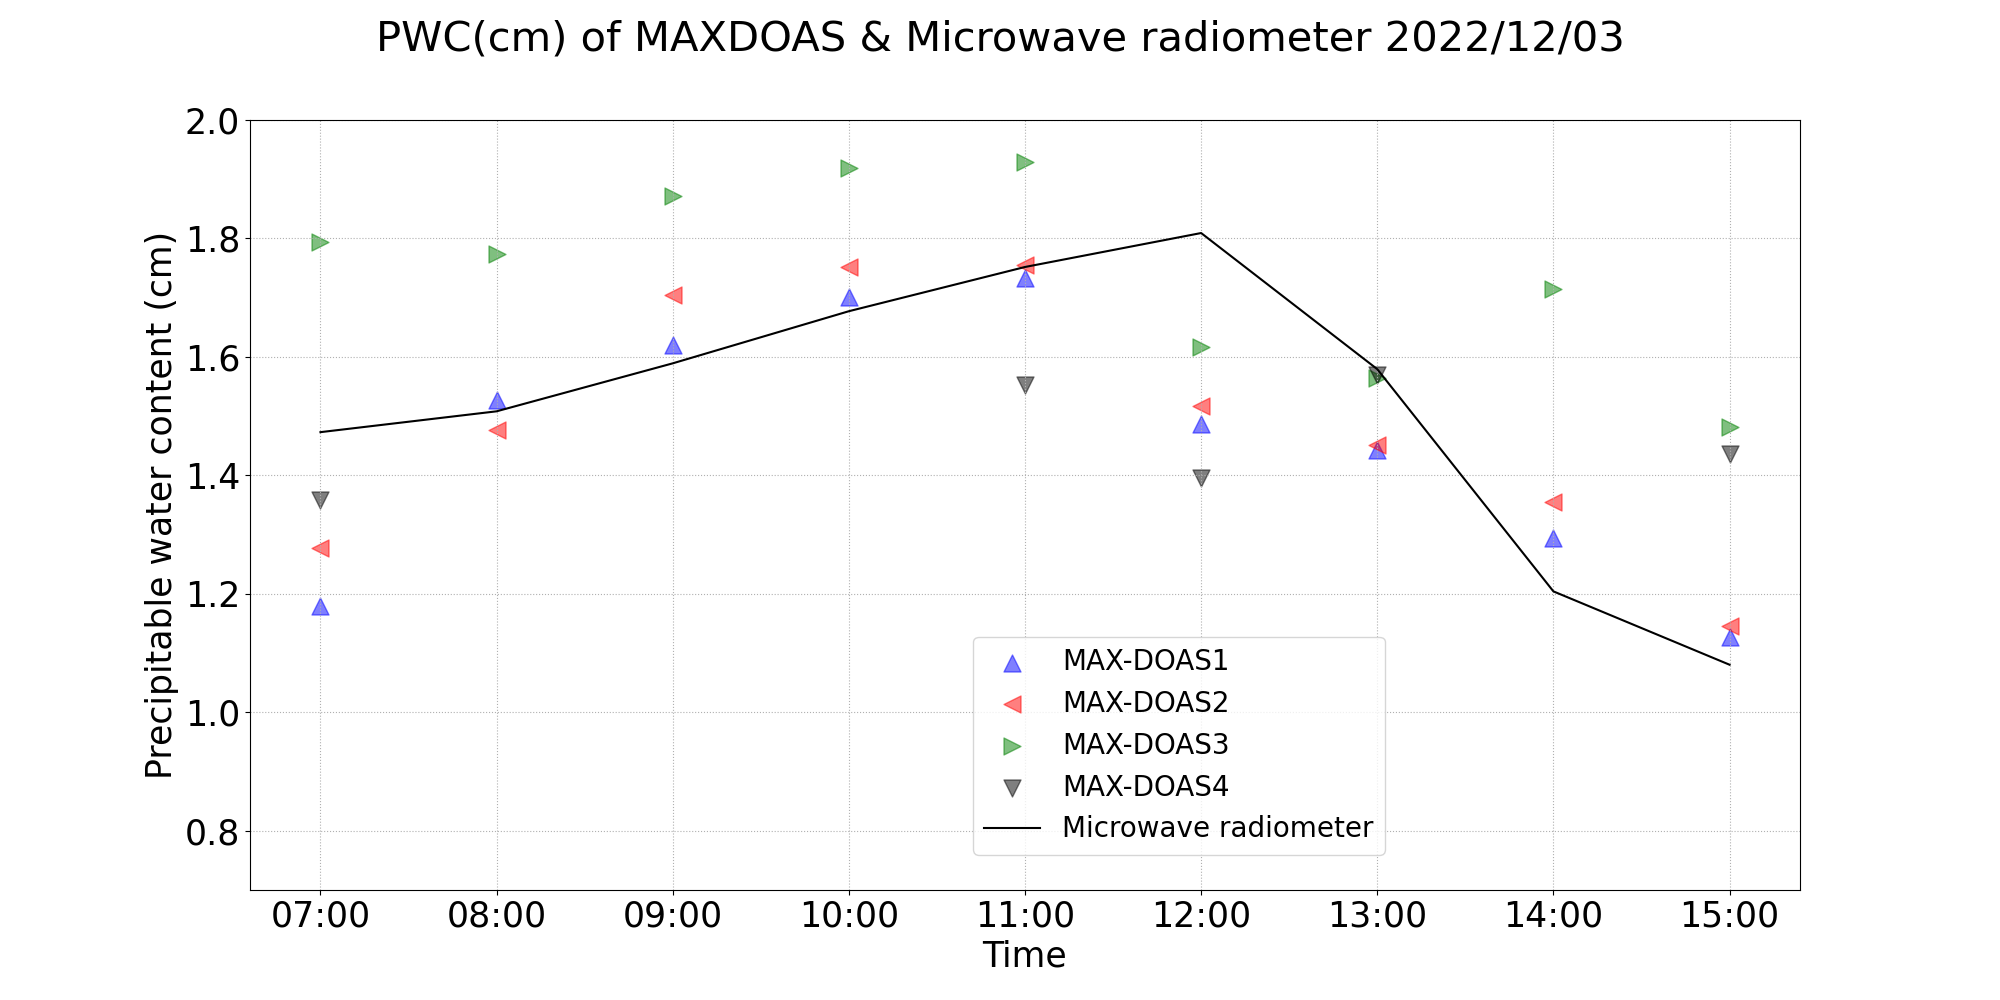 PWC(cm) of MAXDOAS & Microwave radiometer 2022/12/03
Precipitable water content (cm)
2.0
1.8
1.6
1.4
1.2
1.0
0.8
MAX-DOAS1
MAX-DOAS2
MAX-DOAS3
MAX-DOAS4
Microwave radiometer
07:00 08:00 09:00 10:00 11:00 12:00 13:00 14:00 15:00
Time